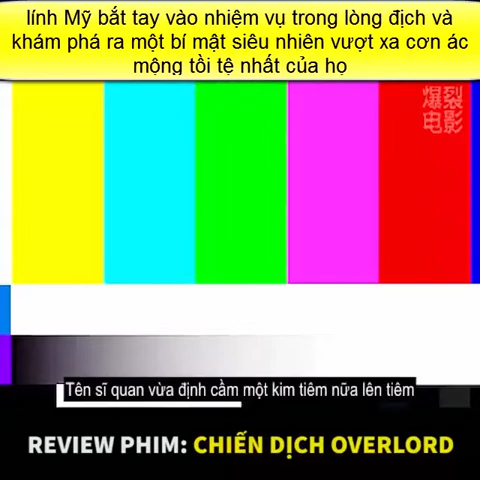 lính Mỹ bắt tay vào nhiệm vụ trong lòng địch và
khám phá ra một bí mật siêu nhiên vượt xa cơn ác
mộng tồi tệ nhất của họ
爆裂
电影
Tên sĩ quan vừa định cầm một kim tiêm nữa lên tiêm
REVIEW PHIM: CHIẾN DỊCH OVERLORD